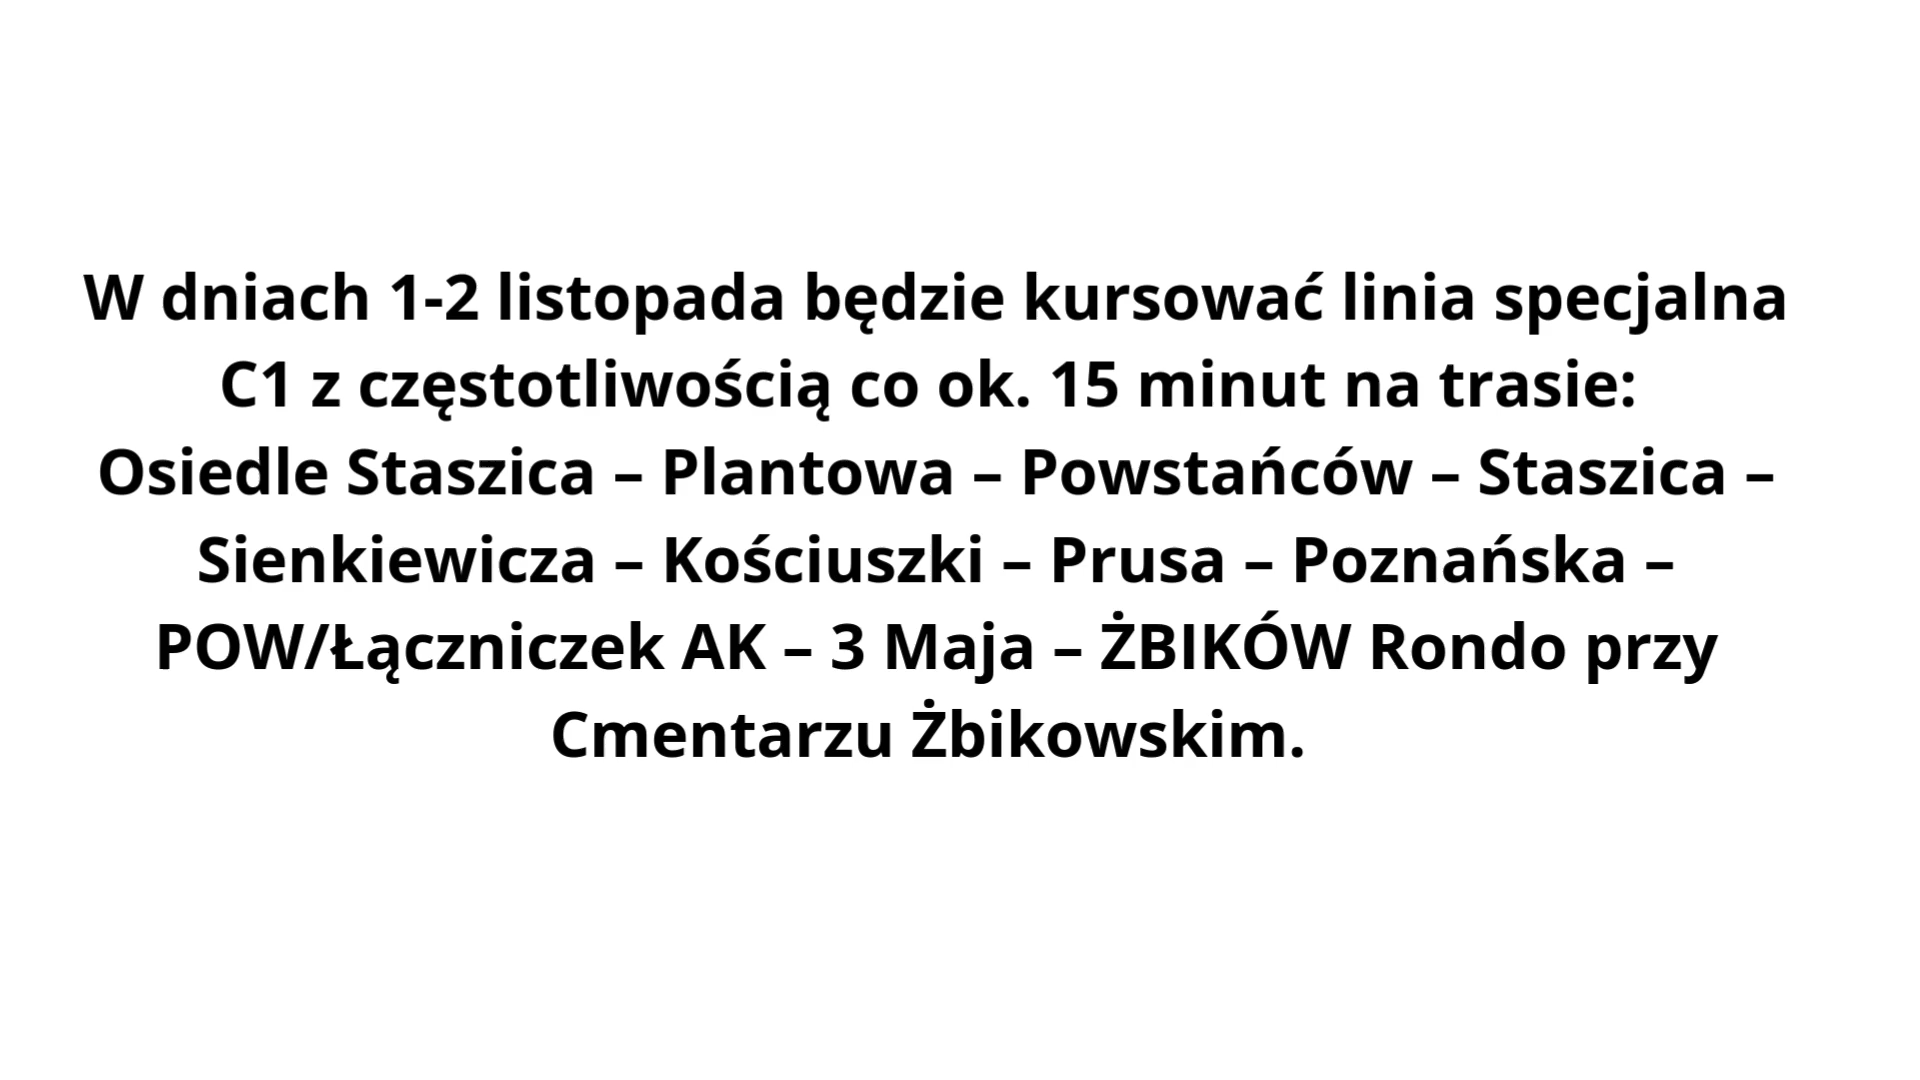 W dniach 1-2 listopada będzie kursować linia specjalna
C1 z częstotliwością co ok. 15 minut na trasie:
Osiedle Staszica – Plantowa – Powstańców – Staszica –
Sienkiewicza – Kościuszki – Prusa – Poznańska –
POW/Łączniczek AK – 3 Maja – ŻBIKÓW Rondo przy
Cmentarzu Żbikowskim.